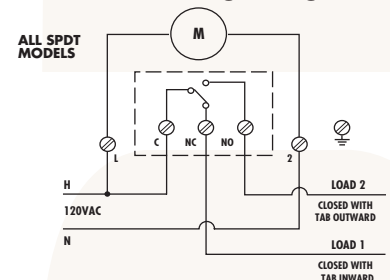 ALL SPDT
MODELS
M
C NC NO
L
2
H
120VAC
N
LOAD 2
CLOSED WITH
TAB OUTWARD
LOAD 1
CLOSED WITH
TAB INWARD